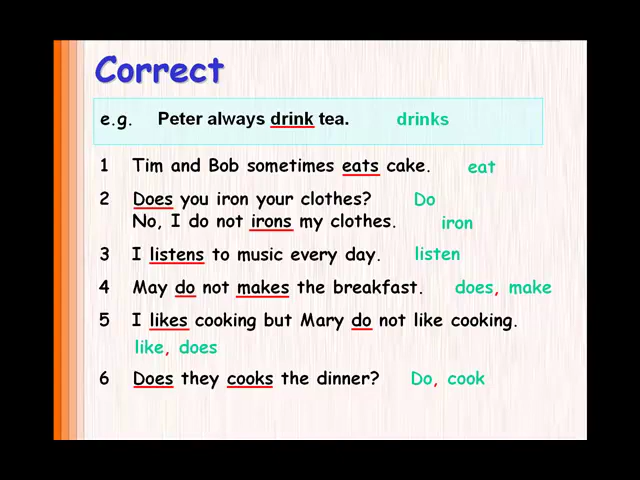 Correct
e.g. Peter always drink tea. drinks
1 Tim and Bob sometimes eats cake. eat
2 Does you iron your clothes? Do
No, I do not irons my clothes. iron
3 I listens to music every day. listen
4 May do not makes the breakfast. does, make
5 I likes cooking but Mary do not like cooking.
like, does
6 Does they cooks the dinner? Do, cook